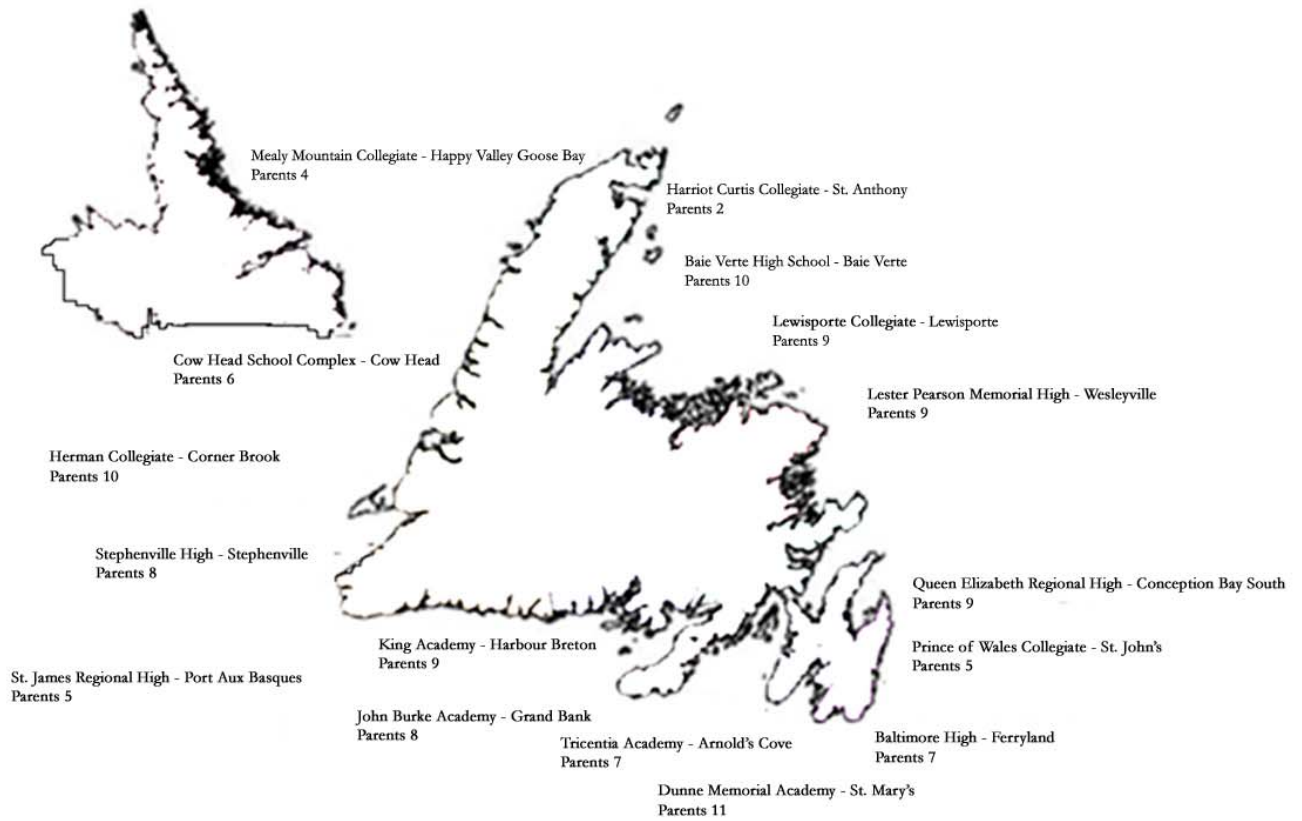 Mealy Mountain Collegiate - Happy Valley Goose Bay
Parents 4
Harriot Curtis Collegiate - St. Anthony
Parents 2
Baie Verte High School - Baie Verte
Parents 10
Lewisporte Collegiate - Lewisporte
Parents 9
Cow Head School Complex - Cow Head
Parents 6
Lester Pearson Memorial High - Wesleyville
Parents 9
Herman Collegiate - Corner Brook
Parents 10
Stephenville High - Stephenville
Parents 8
Queen Elizabeth Regional High - Conception Bay South
Parents 9
King Academy - Harbour Breton
Parents 9
Prince of Wales Collegiate - St. John's
Parents 5
St. James Regional High - Port Aux Basques
Parents 5
John Burke Academy - Grand Bank
Parents 8
Tricentia Academy - Arnold's Cove
Parents 7
Baltimore High - Ferryland
Parents 7
Dunne Memorial Academy - St. Mary's
Parents 11